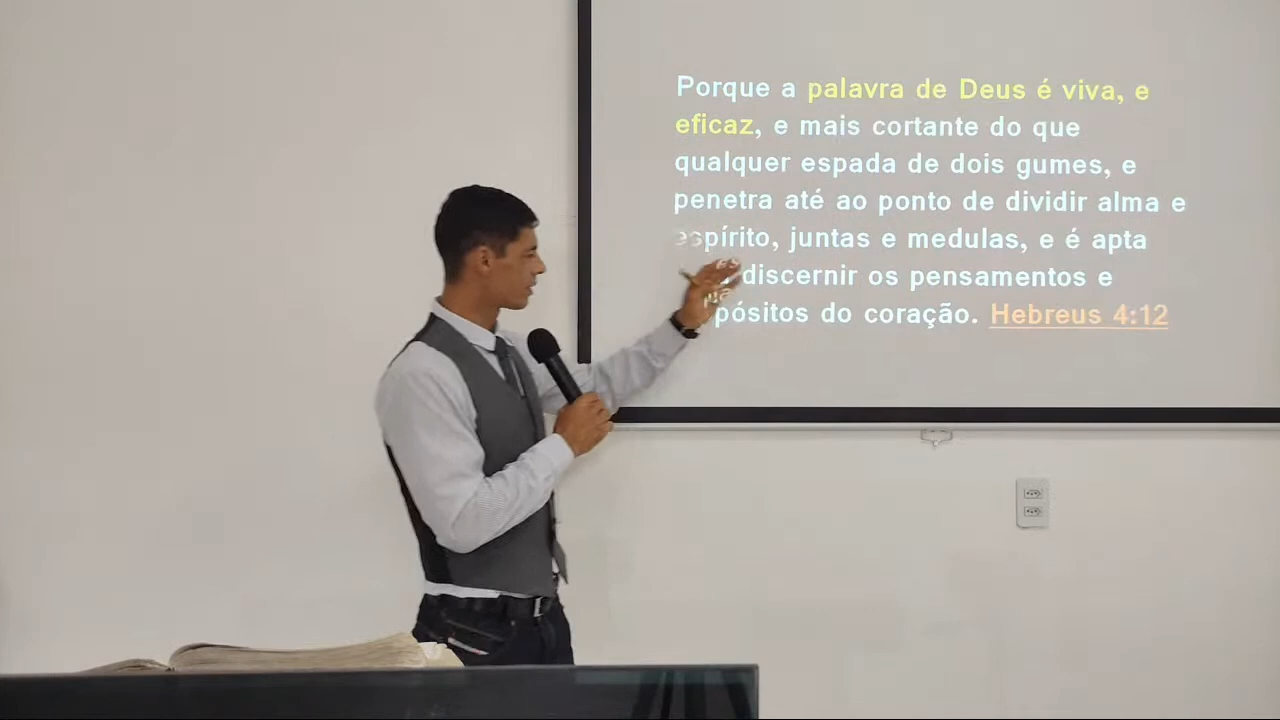 Porque a palavra de Deus é viva, e
eficaz, e mais cortante do que
qualquer espada de dois gumes, e
penetra até ao ponto de dividir alma e
espírito, juntas e medulas, e é apta
discernir os pensamentos e
pósitos do coração. Hebreus 4:12